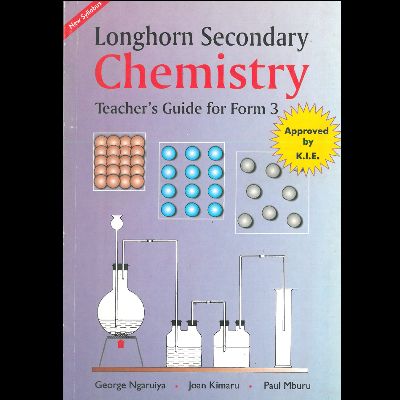 New Syllabus
Longhorn Secondary
Chemistry
Teacher's Guide for Form 3
Approved
by
K.I.E.
George Ngaruiya • Joan Kimaru • Paul Mburu